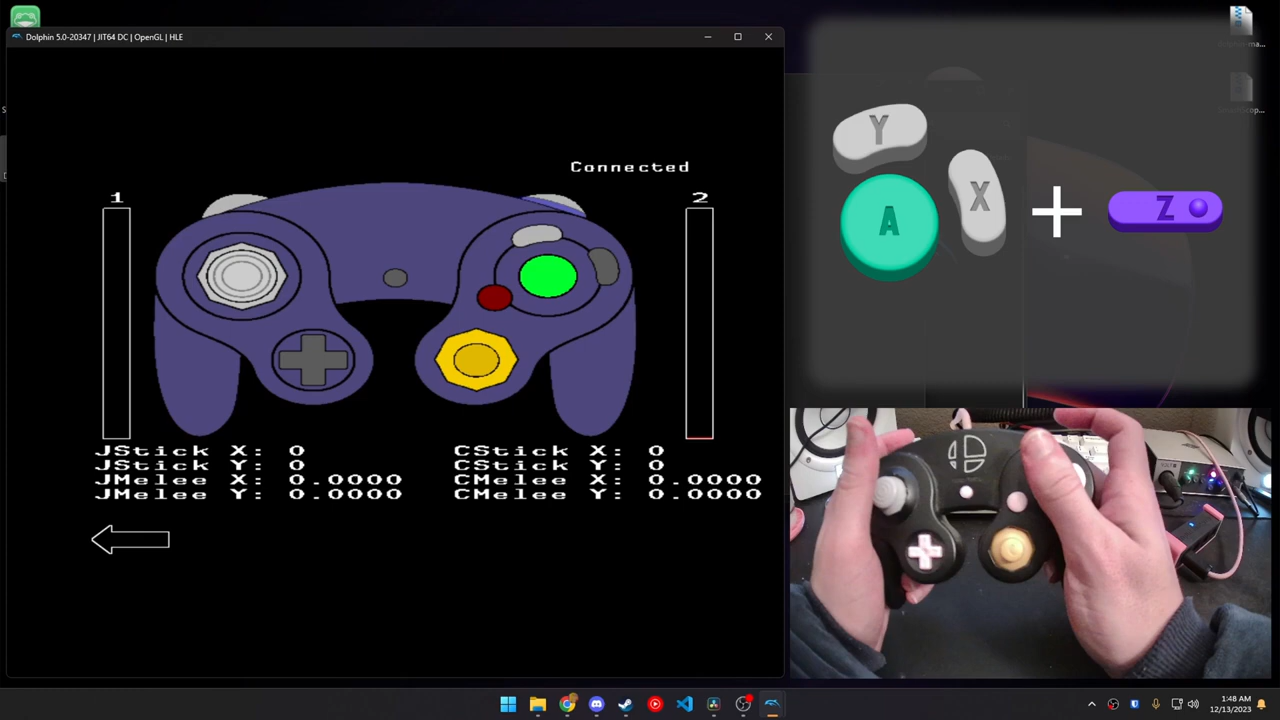 Dolphin 5.0-20347 | JIT64 DC | OpenGL | HLE
Connected
1
2
JStick X: 0
JStick Y: 0
JMelee X: 0.0000
JMelee Y: 0.0000
CStick X: 0
CStick Y: 0
CMelee X: 0.0000
CMelee Y: 0.0000
Y
X
A
+
Z
1:48 AM
12/13/2023